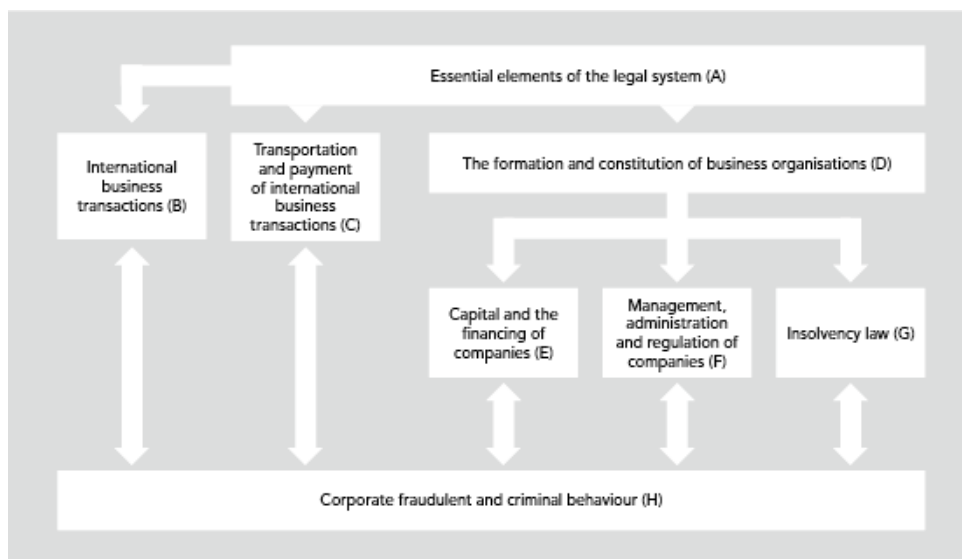 Essential elements of the legal system (A)
International
business
transactions (B)
Transportation
and payment
of international
business
transactions (C)
The formation and constitution of business organisations (D)
Capital and the
financing of
companies (E)
Management,
administration
and regulation of
companies (F)
Insolvency law (G)
Corporate fraudulent and criminal behaviour (H)